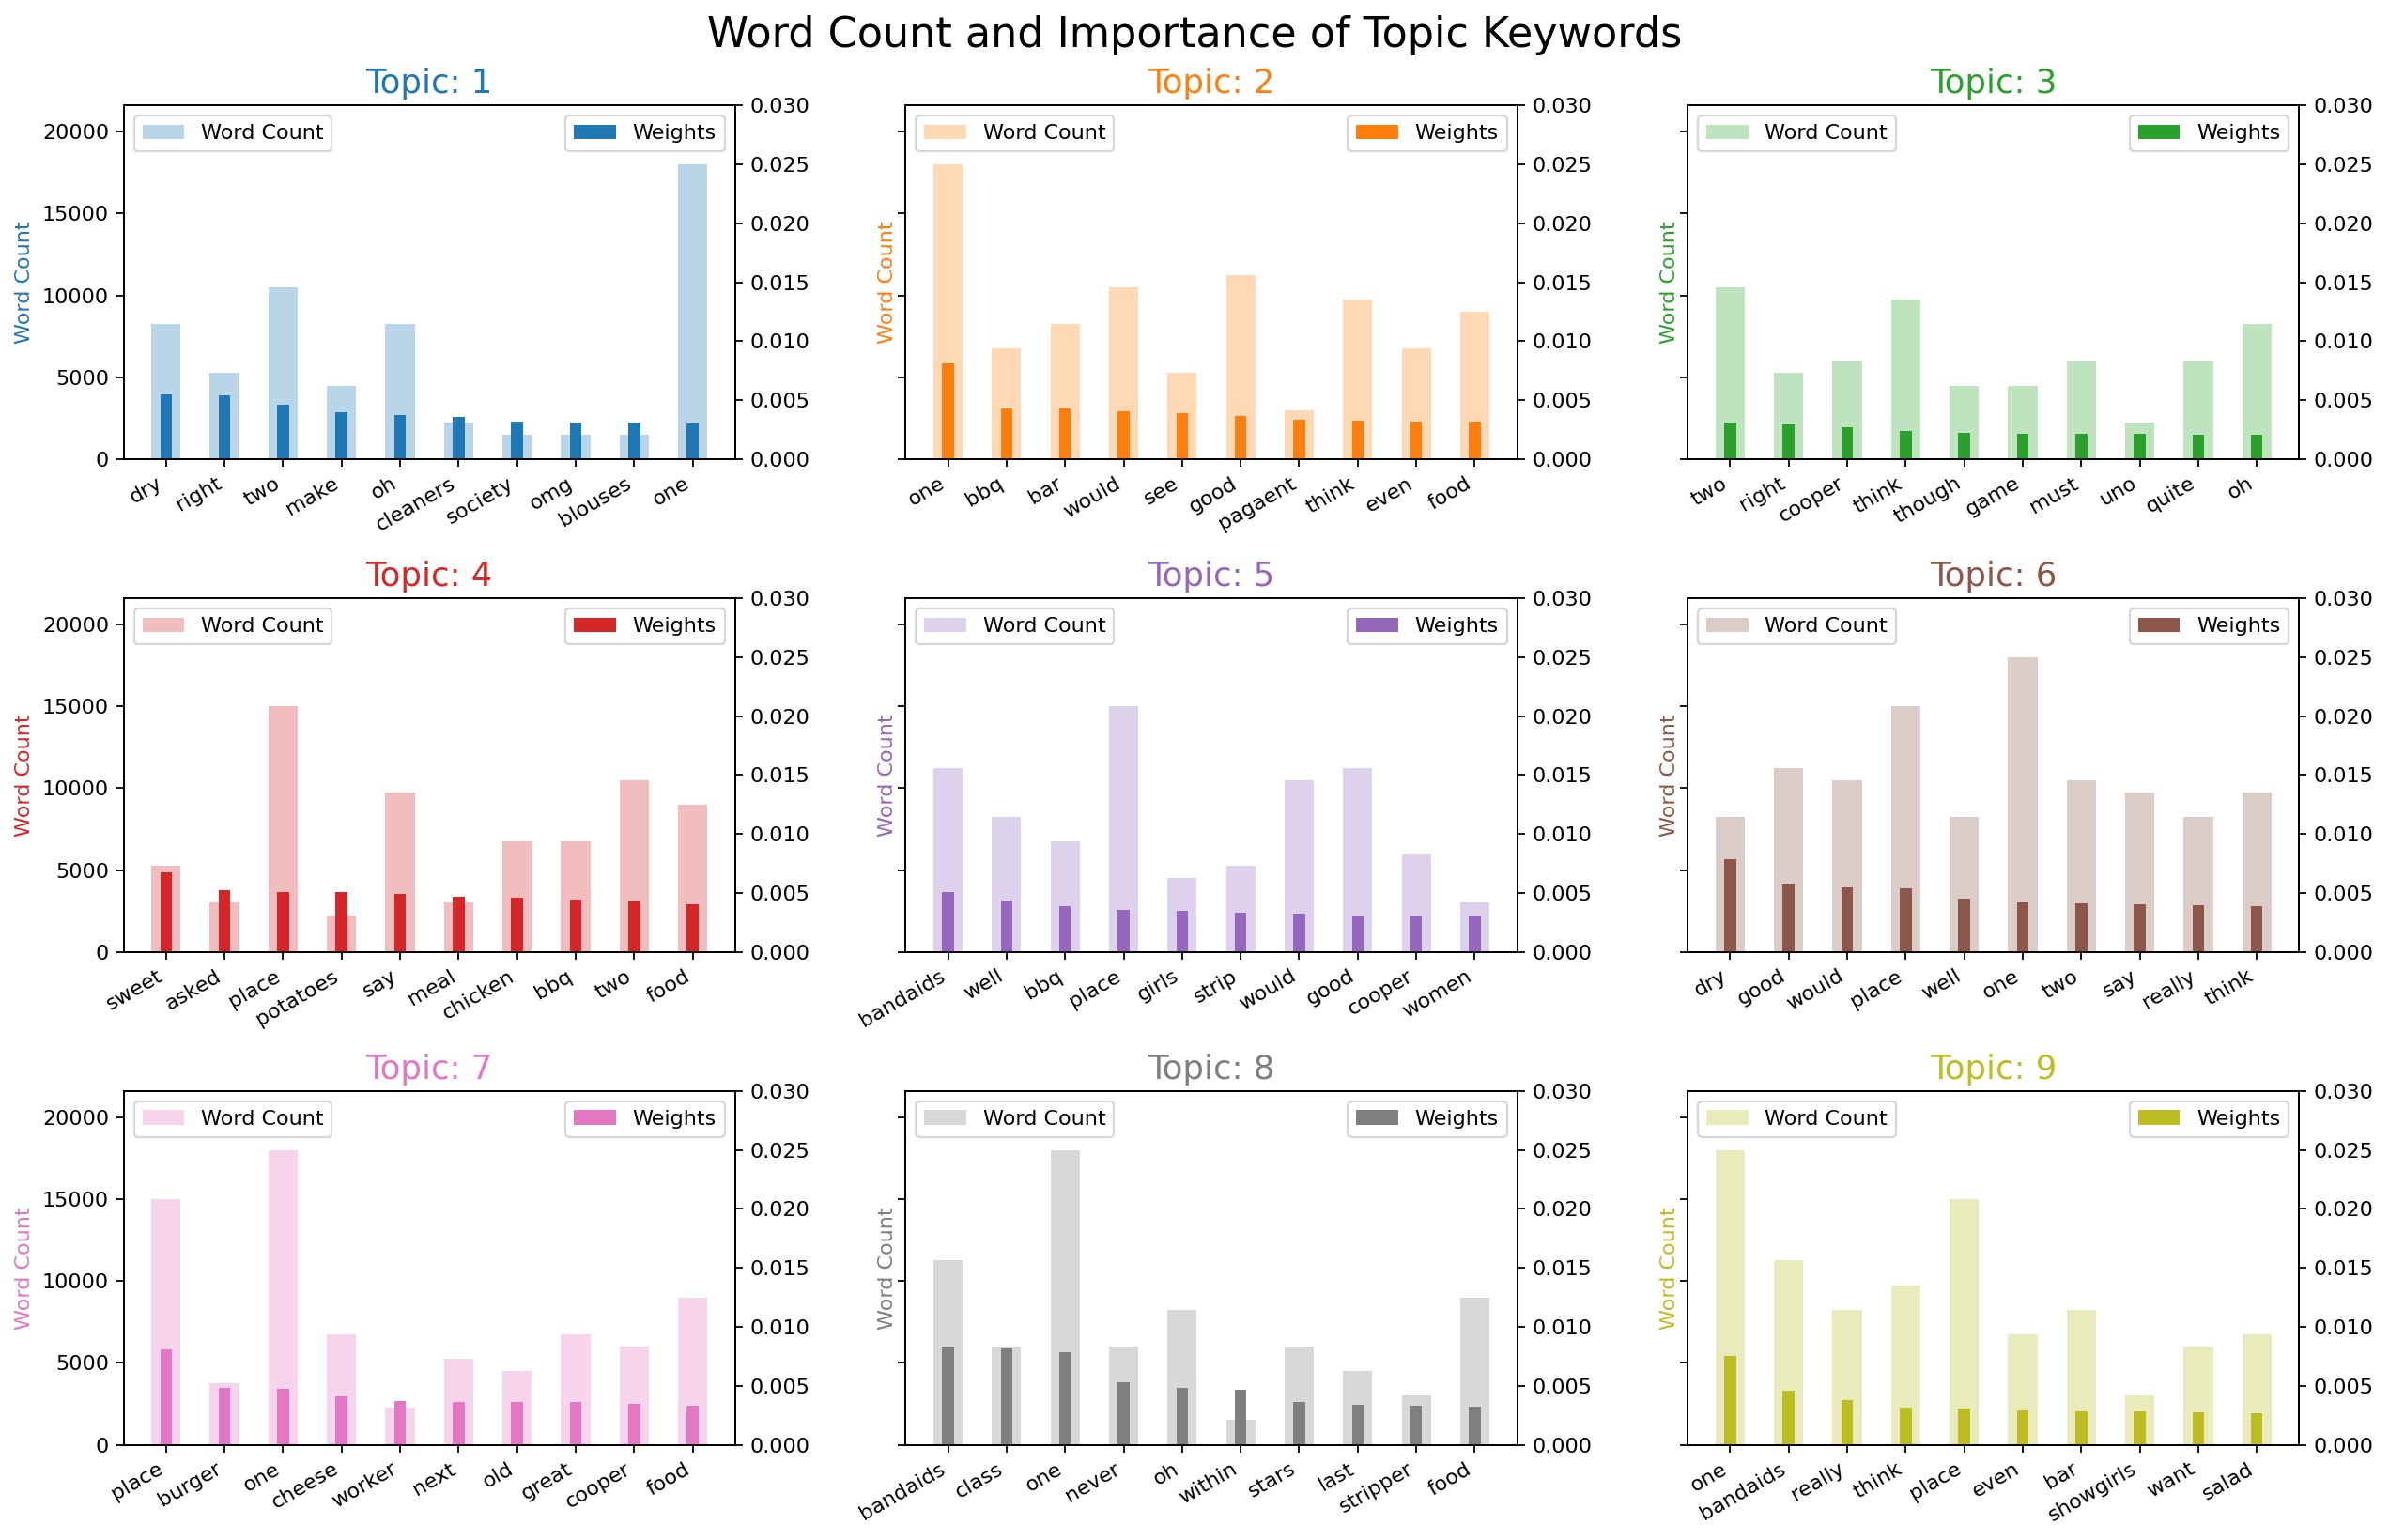 Word Count and Importance of Topic Keywords
Topic: 1
Topic: 2
Topic: 3
Word Count
Weights
Word Count
Weights
Word Count
Weights
Word Count
20000
15000
10000
5000
0
0.030
0.025
0.020
0.015
0.010
0.005
0.000
dry right two make oh cleaners society omg blouses one
Word Count
0.030
0.025
0.020
0.015
0.010
0.005
0.000
one bbq bar would see good pagaent think even food
Word Count
0.030
0.025
0.020
0.015
0.010
0.005
0.000
two right cooper think though game must uno quite oh
Topic: 4
Topic: 5
Topic: 6
Word Count
Weights
Word Count
Weights
Word Count
Weights
Word Count
20000
15000
10000
5000
0
0.030
0.025
0.020
0.015
0.010
0.005
0.000
sweet asked place potatoes say meal chicken bbq two food
Word Count
0.030
0.025
0.020
0.015
0.010
0.005
0.000
bandaids well bbq place girls strip would good cooper women
Word Count
0.030
0.025
0.020
0.015
0.010
0.005
0.000
dry good would place well one two say really think
Topic: 7
Topic: 8
Topic: 9
Word Count
Weights
Word Count
Weights
Word Count
Weights
Word Count
20000
15000
10000
5000
0
0.030
0.025
0.020
0.015
0.010
0.005
0.000
place burger one cheese worker next old great cooper food
Word Count
0.030
0.025
0.020
0.015
0.010
0.005
0.000
bandaids class one never oh within stars last stripper food
Word Count
0.030
0.025
0.020
0.015
0.010
0.005
0.000
one bandaids really think place even bar showgirls want salad